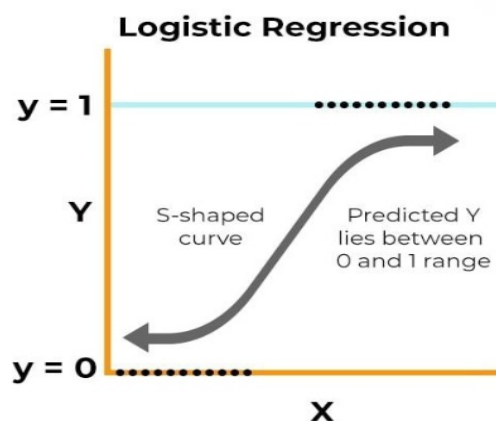 Logistic Regression
y = 1
Y
S-shaped
curve
Predicted Y
lies between
0 and 1 range
y = 0
X